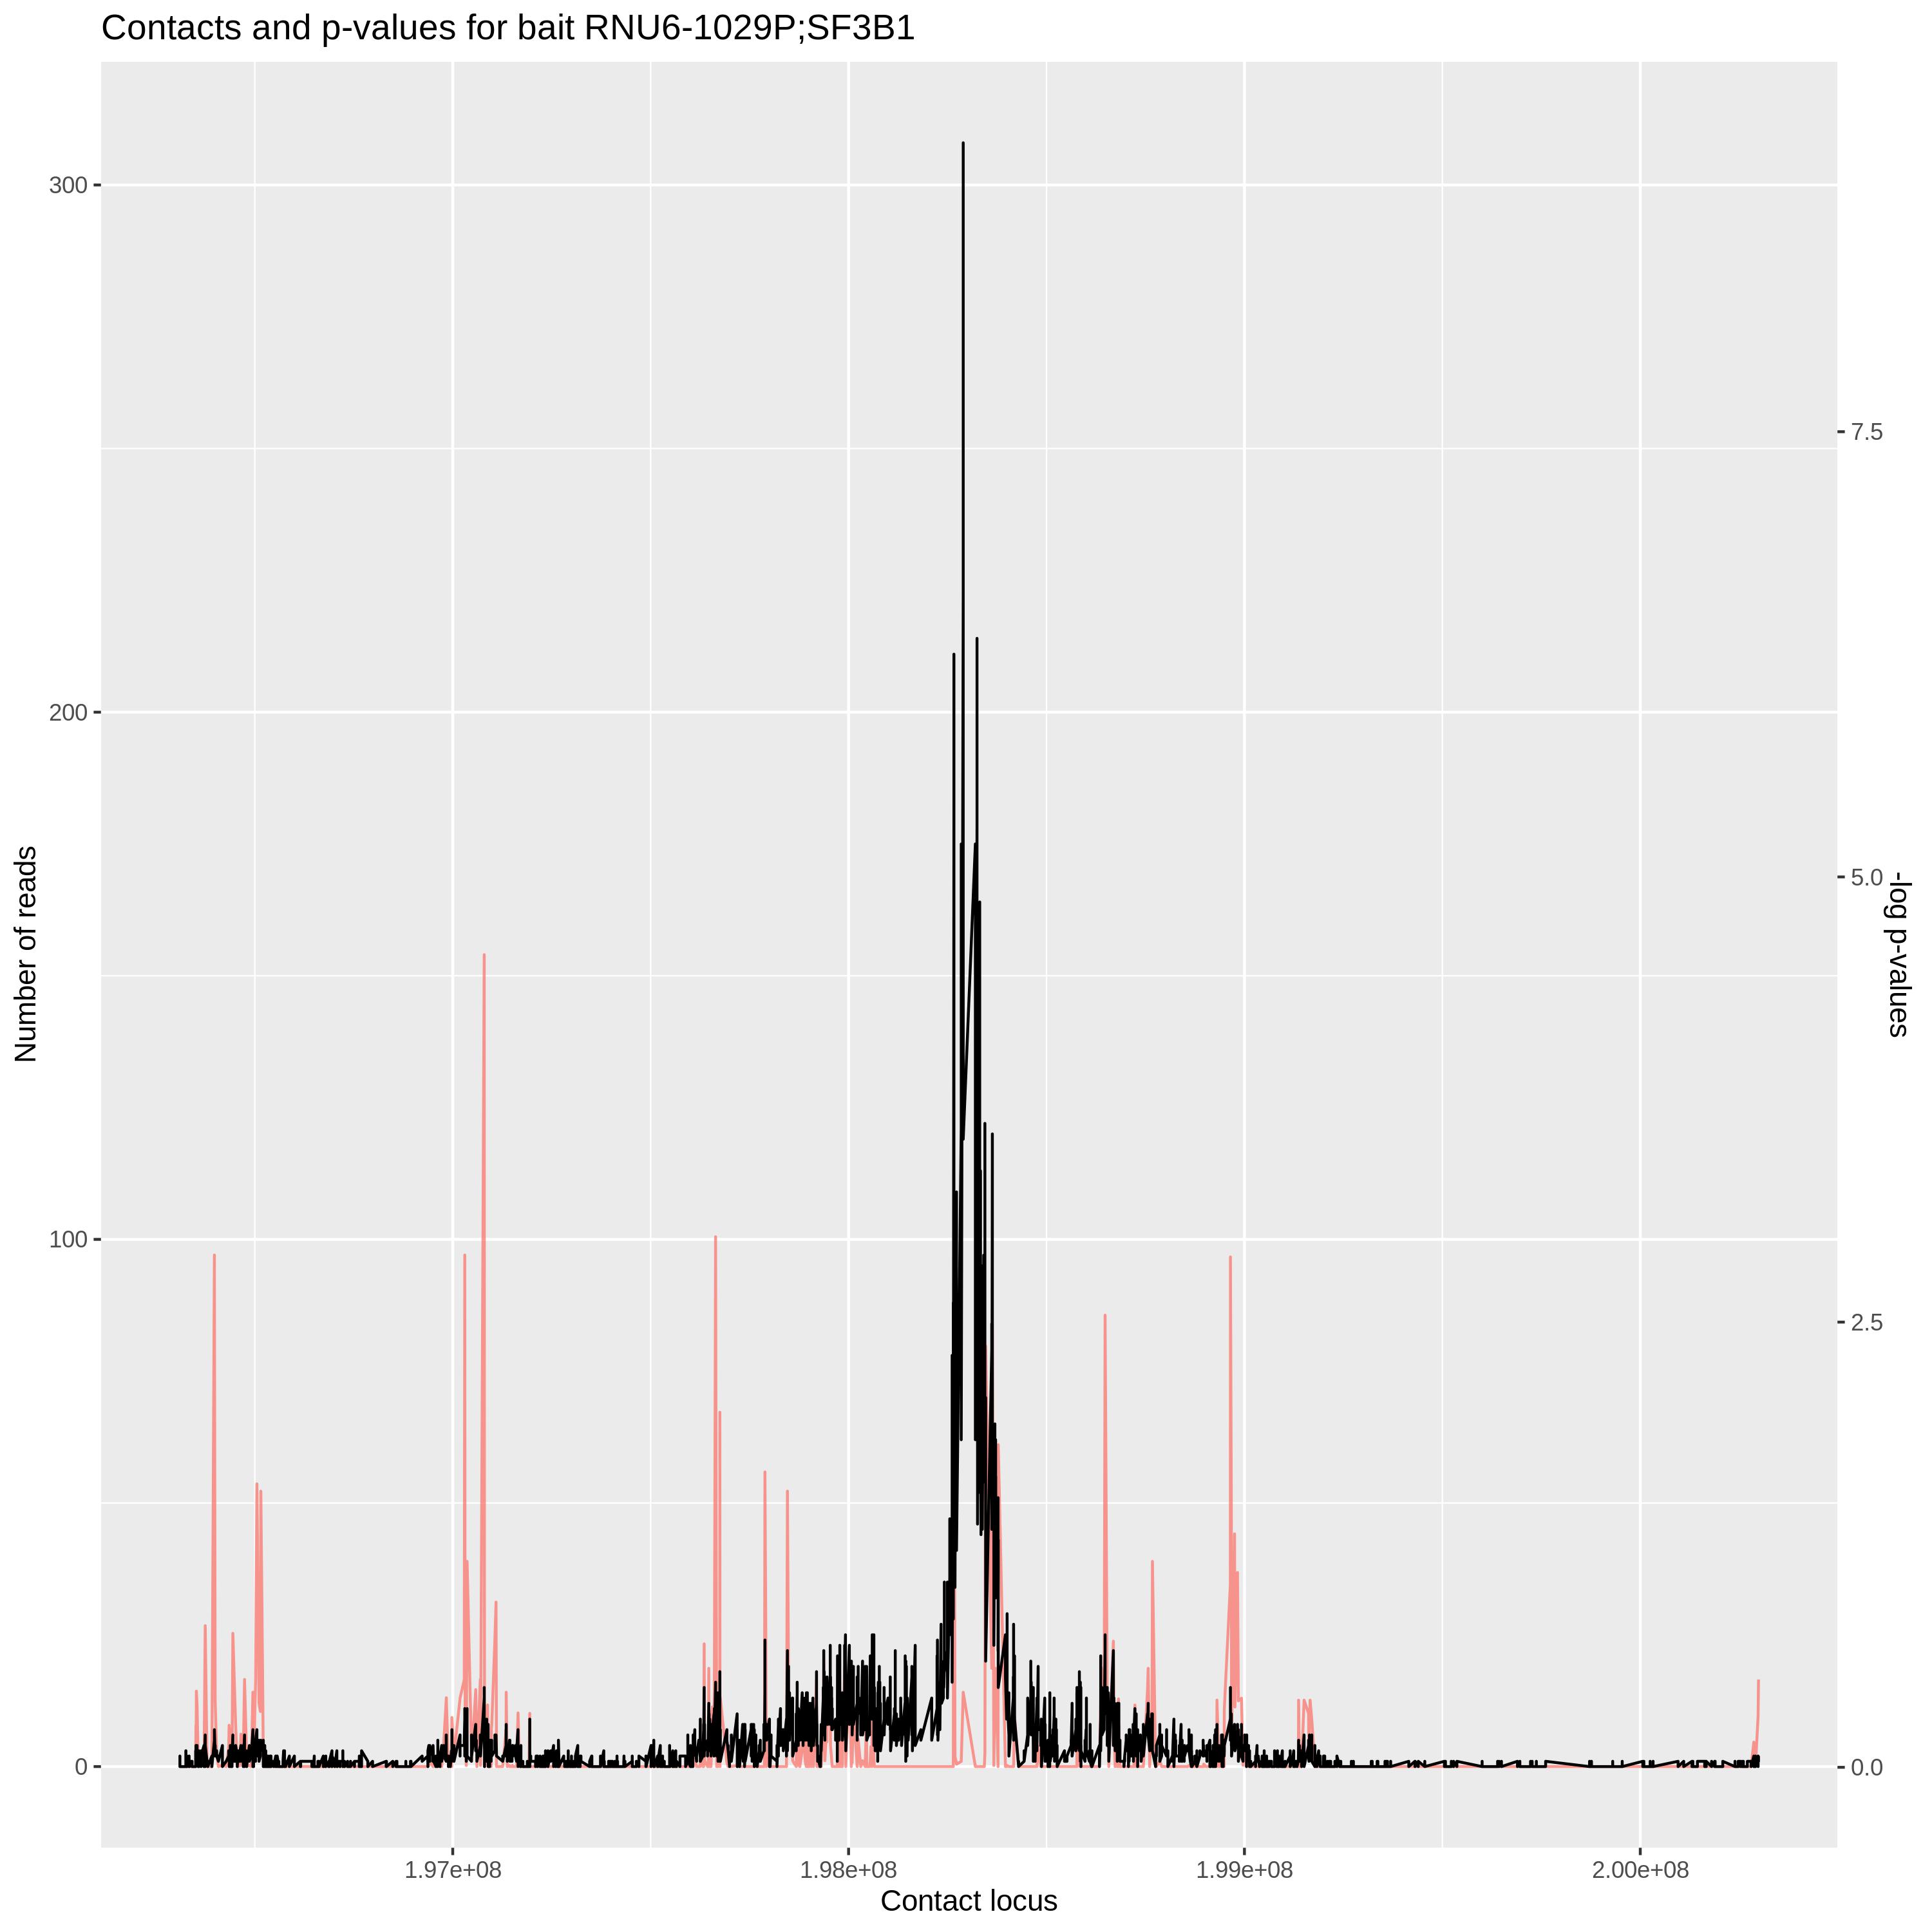 Contacts and p-values for bait RNU6-1029P;SF3B1
300
200
100
0
Number of reads
7.5
5.0
2.5
0.0
-log p-values
1.97e+08
1.98e+08
1.99e+08
2.00e+08
Contact locus